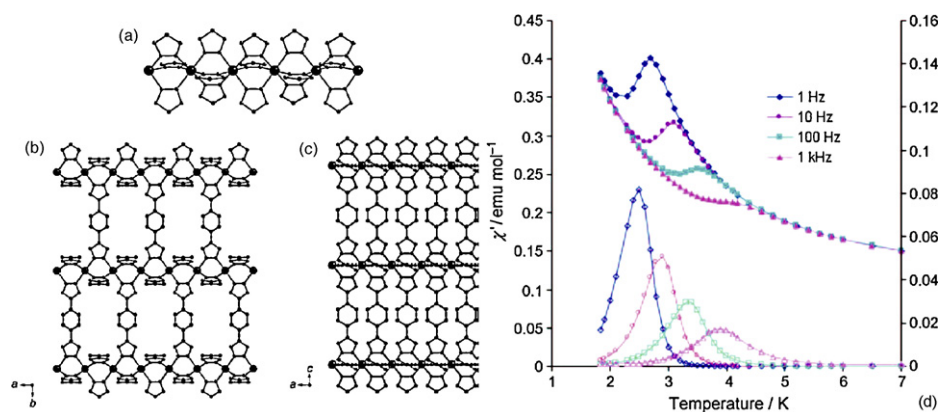 (a)
(b)
(c)
a
b
c
a
χ' / emu mol⁻¹
0.45
0.4
0.35
0.3
0.25
0.2
0.15
0.1
0.05
0
0.16
0.14
0.12
0.1
0.08
0.06
0.04
0.02
0
1 Hz
10 Hz
100 Hz
1 kHz
1
2
3
4
5
6
7
Temperature / K
(d)